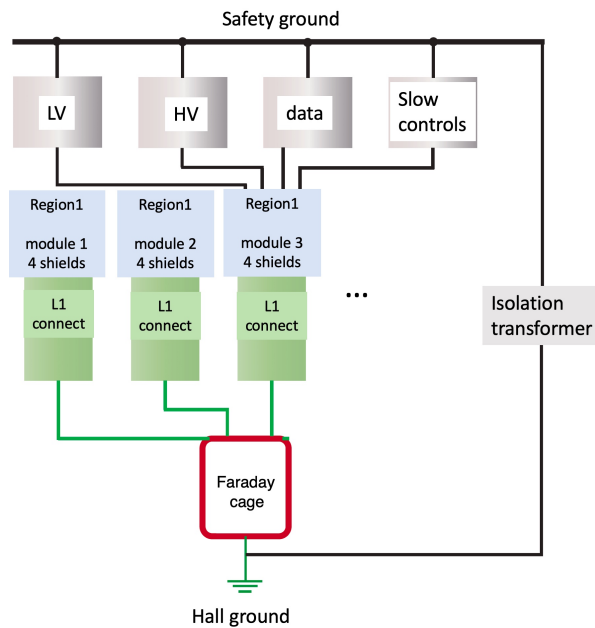 Safety ground
LV
HV
data
Slow
controls
Region1
module 1
4 shields
Region1
module 2
4 shields
Region1
module 3
4 shields
L1
connect
L1
connect
L1
connect
...
Isolation
transformer
Faraday
cage
Hall ground